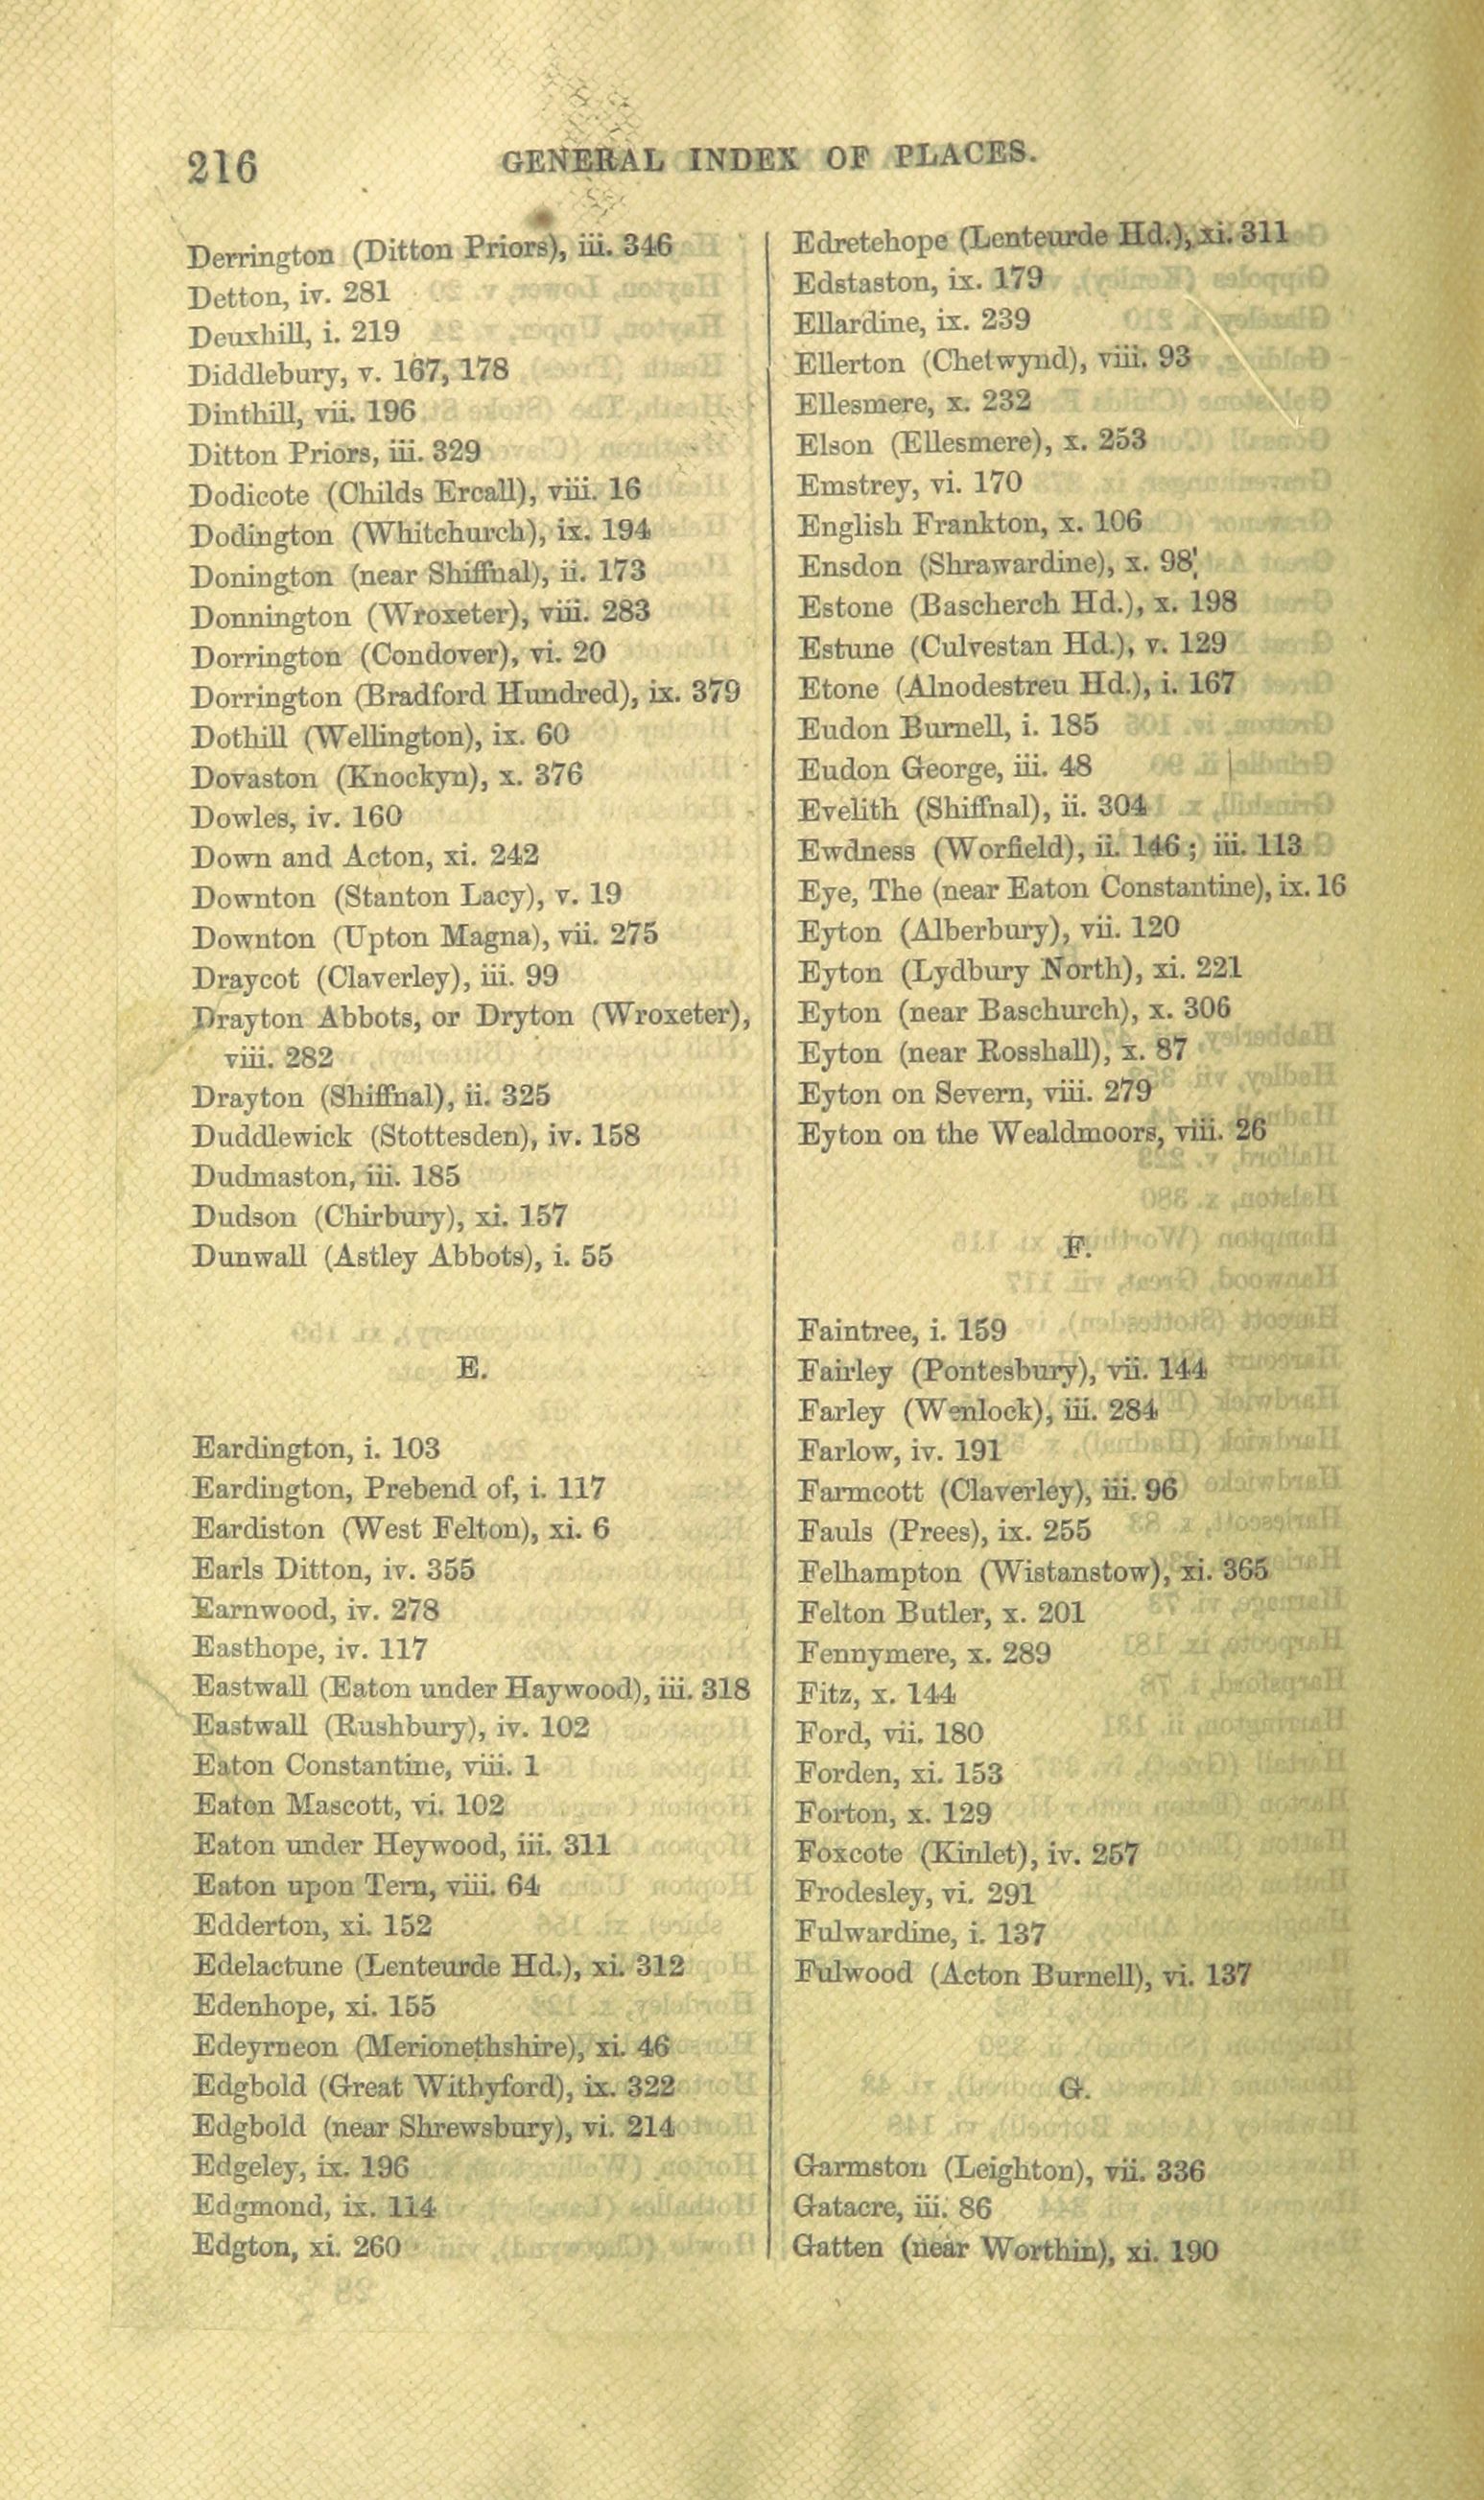 216
GENERAL INDEX OF PLACES.
Derrington (Ditton Priors), iii. 346
Detton, iv. 281
Deuxhill, i. 219
Diddlebury, v. 167, 178
Dinthill, vii. 196
Ditton Priors, iii. 329
Dodicote (Childs Ercall), viii. 16
Dodington (Whitchurch), ix. 194
Donington (near Shiffnal), ii. 173
Donnington (Wroxeter), viii. 283
Dorrington (Condover), vi. 20
Dorrington (Bradford Hundred), ix. 379
Dothill (Wellington), ix. 60
Dovaston (Knockyn), x. 376
Dowles, iv. 160
Down and Acton, xi. 242
Downton (Stanton Lacy), v. 19
Downton (Upton Magna), vii. 275
Draycot (Claverley), iii. 99
Drayton Abbots, or Dryton (Wroxeter),
viii. 282
Drayton (Shiffnal), ii. 325
Duddlewick (Stottesden), iv. 158
Dudmaston, iii. 185
Dudson (Chirbury), xi. 157
Dunwall (Astley Abbots), i. 55
E.
Eardington, i. 103
Eardington, Prebend of, i. 117
Eardiston (West Felton), xi. 6
Earls Ditton, iv. 355
Earnwood, iv. 278
Easthope, iv. 117
Eastwall (Eaton under Haywood), iii. 318
Eastwall (Rushbury), iv. 102
Eaton Constantine, viii. 1
Eaton Mascott, vi. 102
Eaton under Heywood, iii. 311
Eaton upon Tern, viii. 64
Edderton, xi. 152
Edelactune (Lenteurde Hd.), xi. 312
Edenhope, xi. 155
Edeyrneon (Merionethshire), xi. 46
Edgbold (Great Withyford), ix. 322
Edgbold (near Shrewsbury), vi. 214
Edgeley, ix. 196
Edgmond, ix. 114
Edgton, xi. 260
Edretehope (Lenteurde Hd.), xi. 311
Edstaston, ix. 179
Ellardine, ix. 239
Ellerton (Chetwynd), viii. 93
Ellesmere, x. 232
Elson (Ellesmere), x. 253
Emstrey, vi. 170
English Frankton, x. 106
Ensdon (Shrawardine), x. 98
Estone (Bascherch Hd.), x. 198
Estune (Culvestan Hd.), v. 129
Etone (Alnodestreu Hd.), i. 167
Eudon Burnell, i. 185
Eudon George, iii. 48
Evelith (Shiffnal), ii. 304
Ewdness (Worfield), ii. 146; iii. 113
Eye, The (near Eaton Constantine), ix. 16
Eyton (Alberbury), vii. 120
Eyton (Lydbury North), xi. 221
Eyton (near Baschurch), x. 306
Eyton (near Rosshall), x. 87
Eyton on Severn, viii. 279
Eyton on the Wealdmoors, viii. 26
F.
Faintree, i. 159
Fairley (Pontesbury), vii. 144
Farley (Wenlock), iii. 284
Farlow, iv. 191
Farmcott (Claverley), iii. 96
Fauls (Prees), ix. 255
Felhampton (Wistanstow), xi. 365
Felton Butler, x. 201
Fennymere, x. 289
Fitz, x. 144
Ford, vii. 180
Forden, xi. 153
Forton, x. 129
Foxcote (Kinlet), iv. 257
Frodesley, vi. 291
Fulwardine, i. 137
Fulwood (Acton Burnell), vi. 137
G.
Garmston (Leighton), vii. 336
Gatacre, iii. 86
Gatten (near Worthin), xi. 190